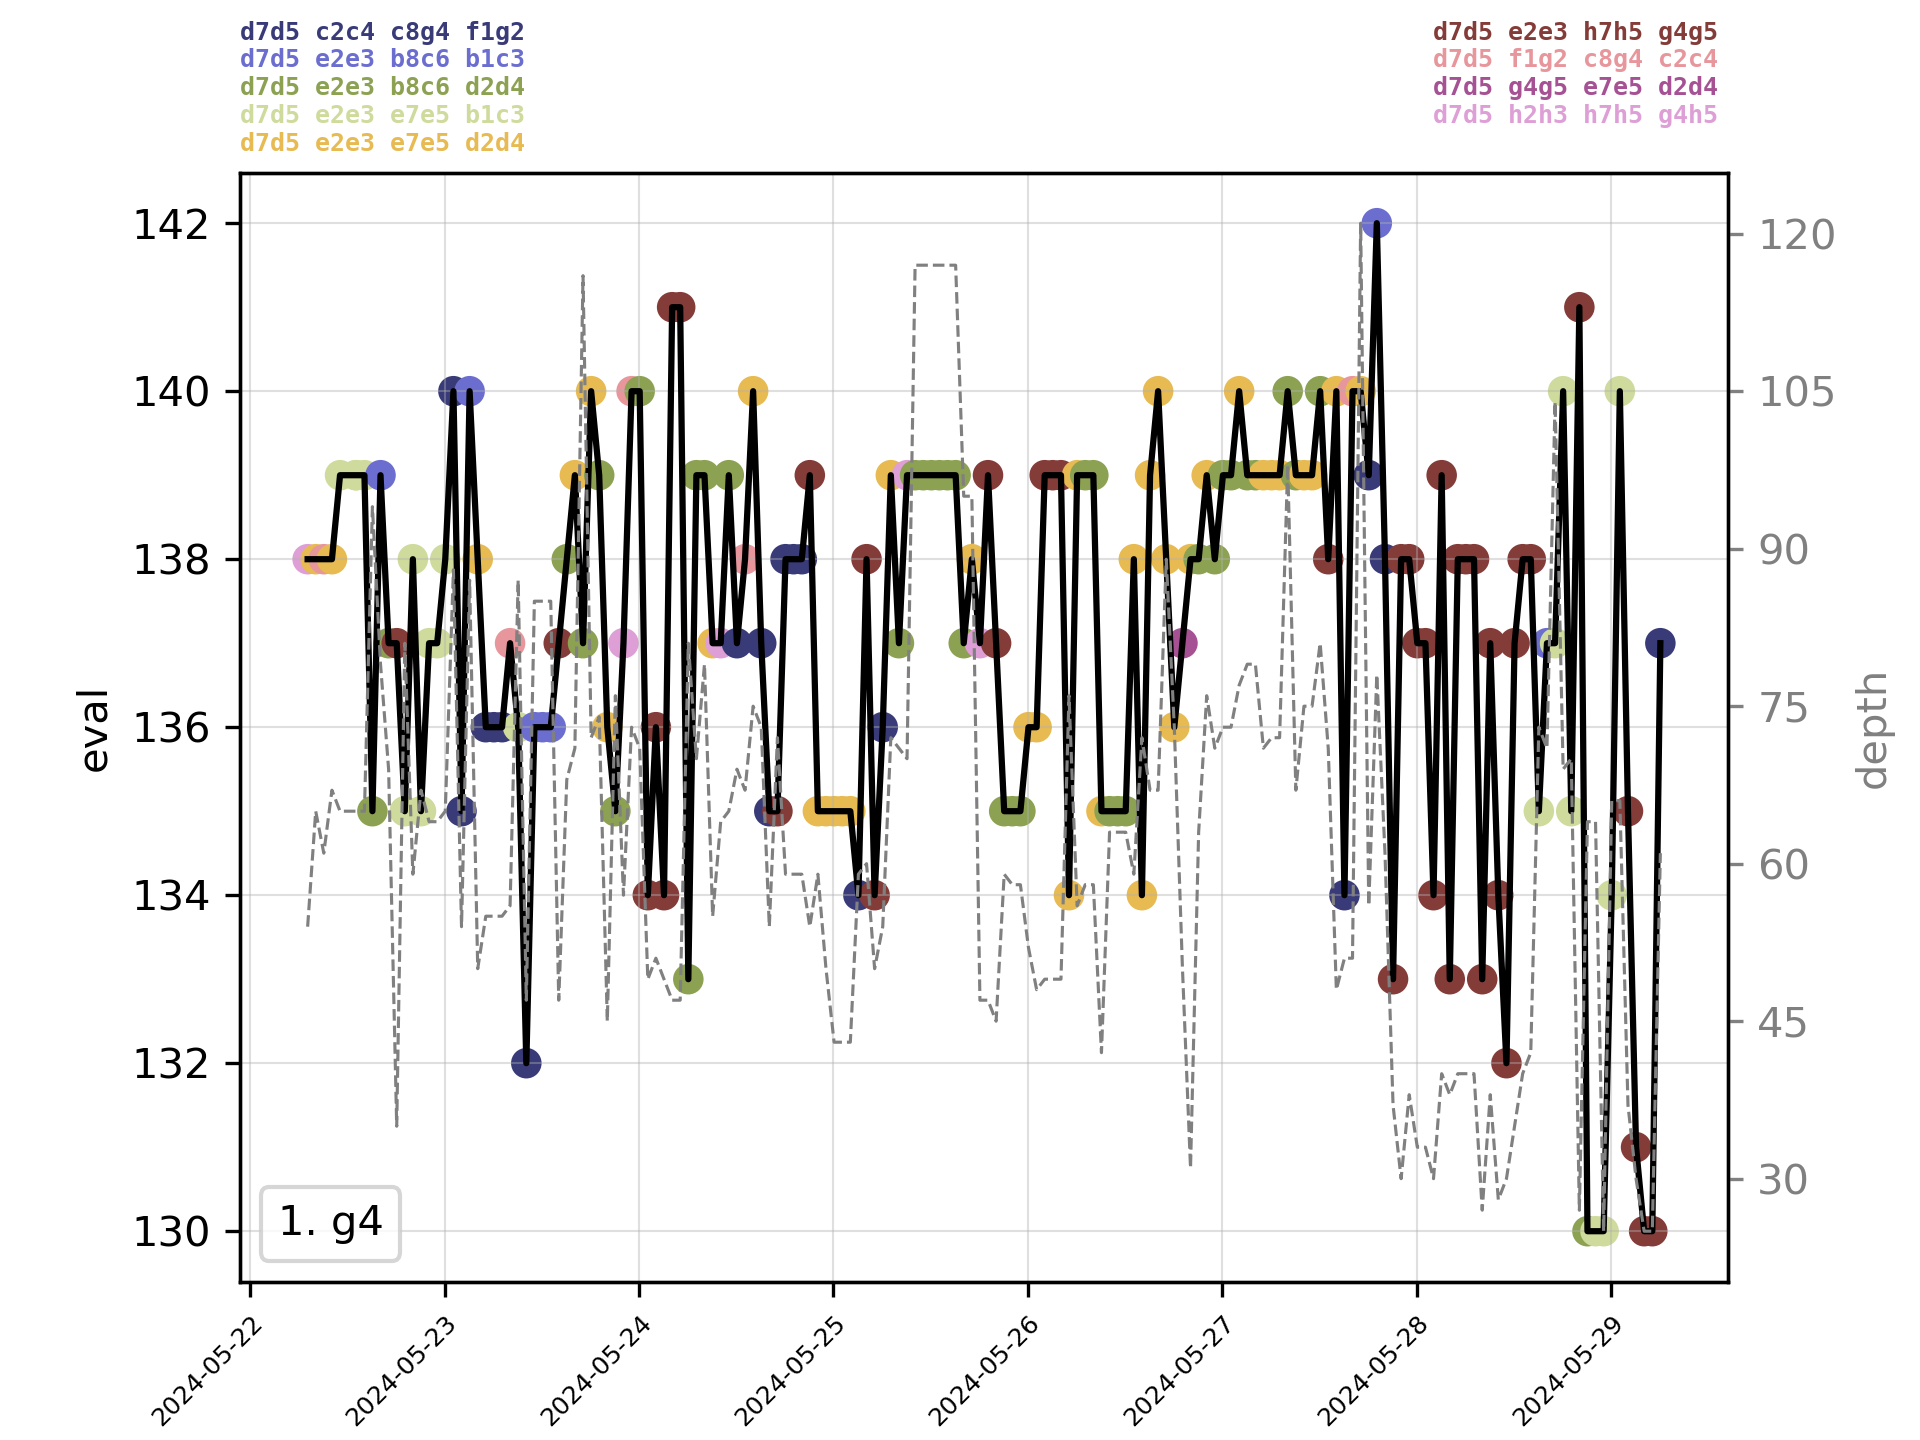 d7d5 c2c4 c8g4 f1g2
d7d5 e2e3 b8c6 b1c3
d7d5 e2e3 b8c6 d2d4
d7d5 e2e3 e7e5 b1c3
d7d5 e2e3 e7e5 d2d4
d7d5 e2e3 h7h5 g4g5
d7d5 f1g2 c8g4 c2c4
d7d5 g4g5 e7e5 d2d4
d7d5 h2h3 h7h5 g4h5
142
140
138
136
134
132
130
eval
120
105
90
75
60
45
30
depth
1. g4
2024-05-22
2024-05-23
2024-05-24
2024-05-25
2024-05-26
2024-05-27
2024-05-28
2024-05-29